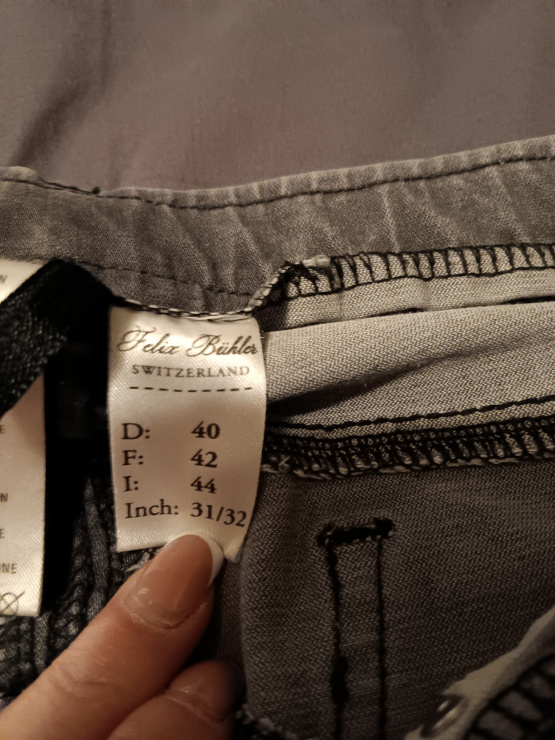 Felix Bühler
SWITZERLAND
D: 40
F: 42
I: 44
Inch: 31/32